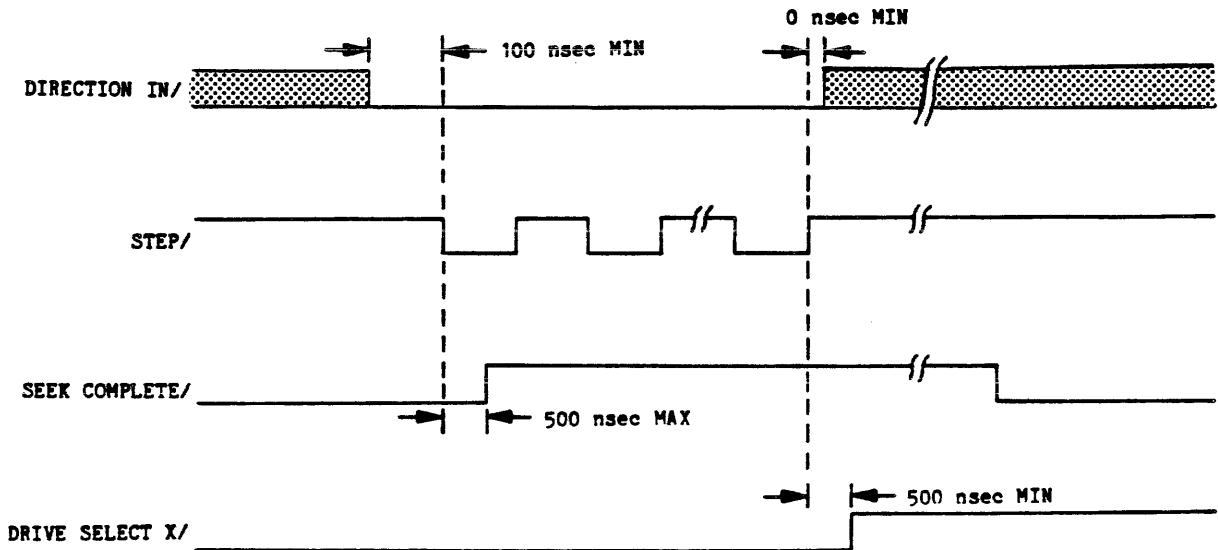 0 nsec MIN
100 nsec MIN
DIRECTION IN/
STEP/
SEEK COMPLETE/
500 nsec MAX
500 nsec MIN
DRIVE SELECT X/